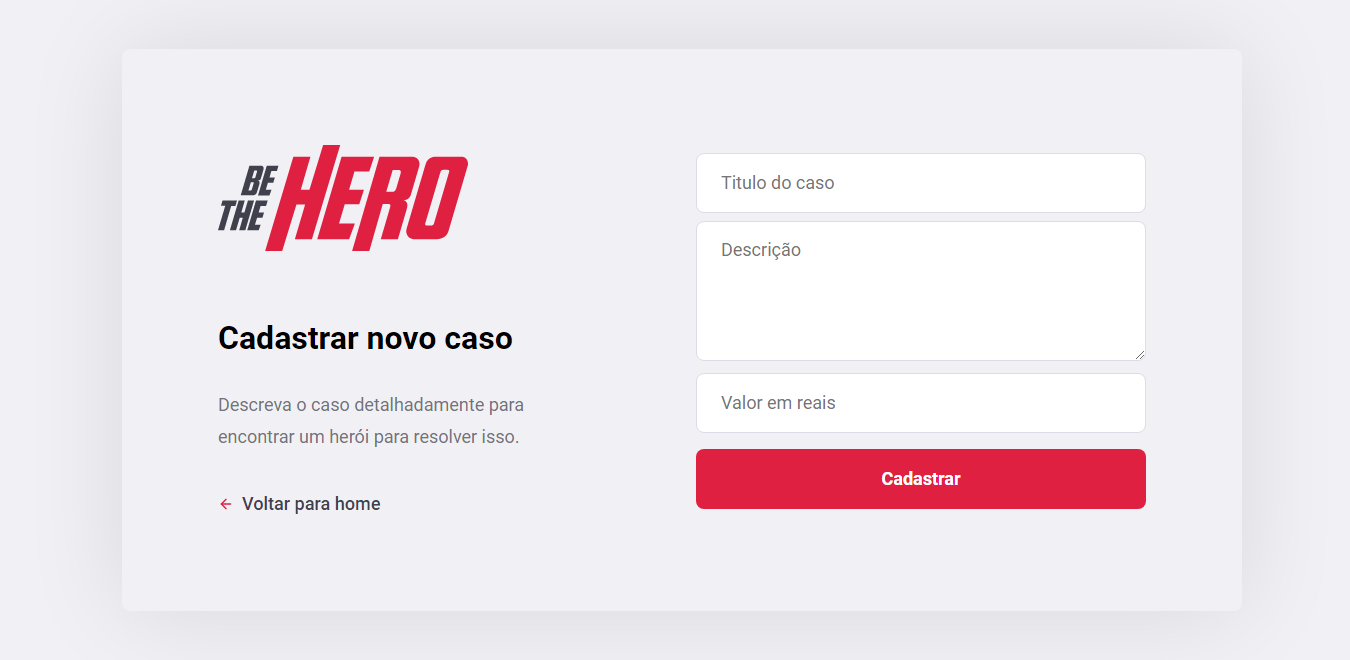 BE
THE HERO
Cadastrar novo caso
Descreva o caso detalhadamente para
encontrar um herói para resolver isso.
Voltar para home
Titulo do caso
Descrição
Valor em reais
Cadastrar